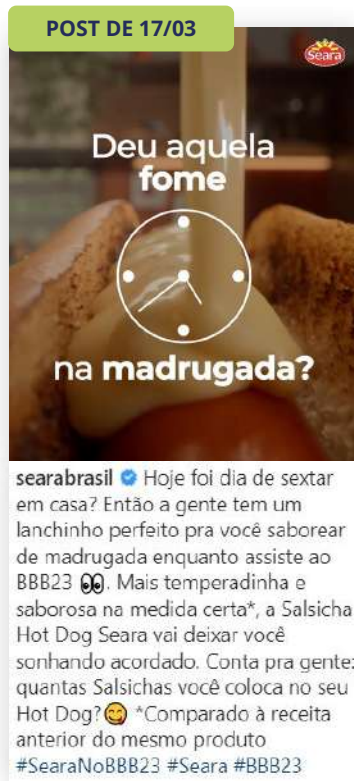 POST DE 17/03
Seara
Deu aquela
fome
na madrugada?
searabrasil Hoje foi dia de sextar
em casa? Então a gente tem um
lanchinho perfeito pra você saborear
de madrugada enquanto assiste ao
BBB23 👀. Mais temperadinha e
saborosa na medida certa*, a Salsicha
Hot Dog Seara vai deixar você
sonhando acordado. Conta pra gente:
quantas Salsichas você coloca no seu
Hot Dog?😋 *Comparado à receita
anterior do mesmo produto
#SearaNoBBB23 #Seara #BBB23